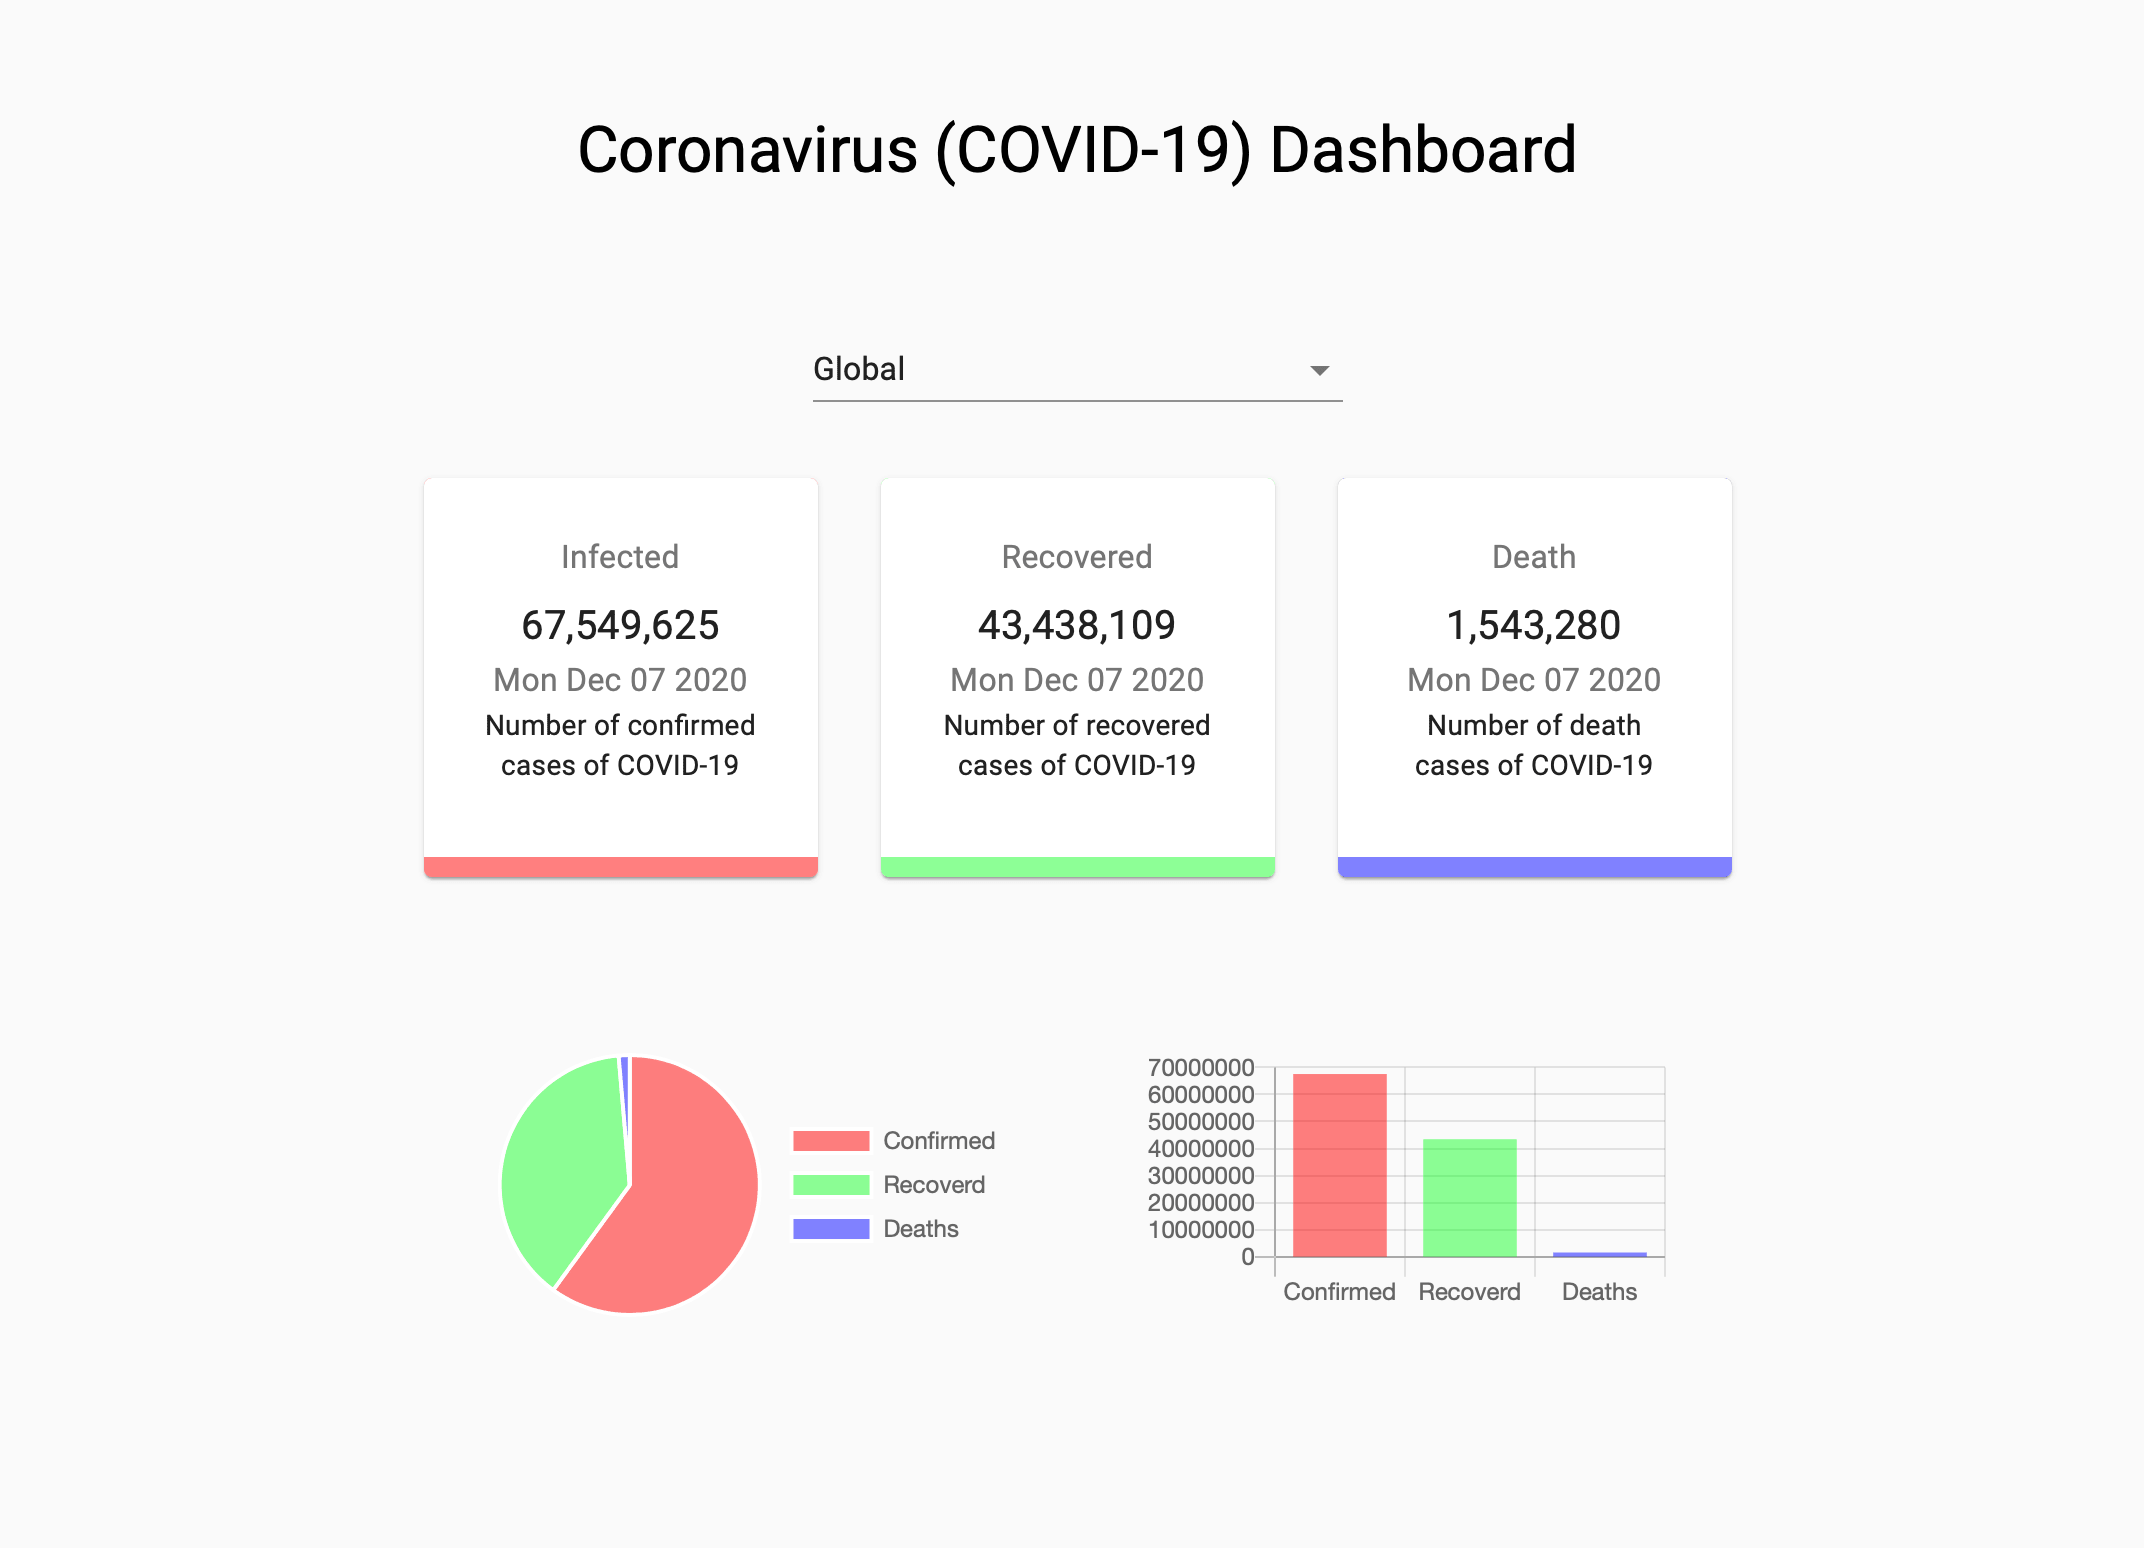 Coronavirus (COVID-19) Dashboard
Global
Infected
67,549,625
Mon Dec 07 2020
Number of confirmed
cases of COVID-19
Recovered
43,438,109
Mon Dec 07 2020
Number of recovered
cases of COVID-19
Death
1,543,280
Mon Dec 07 2020
Number of death
cases of COVID-19
Confirmed
Recoverd
Deaths
70000000
60000000
50000000
40000000
30000000
20000000
10000000
0
Confirmed
Recoverd
Deaths